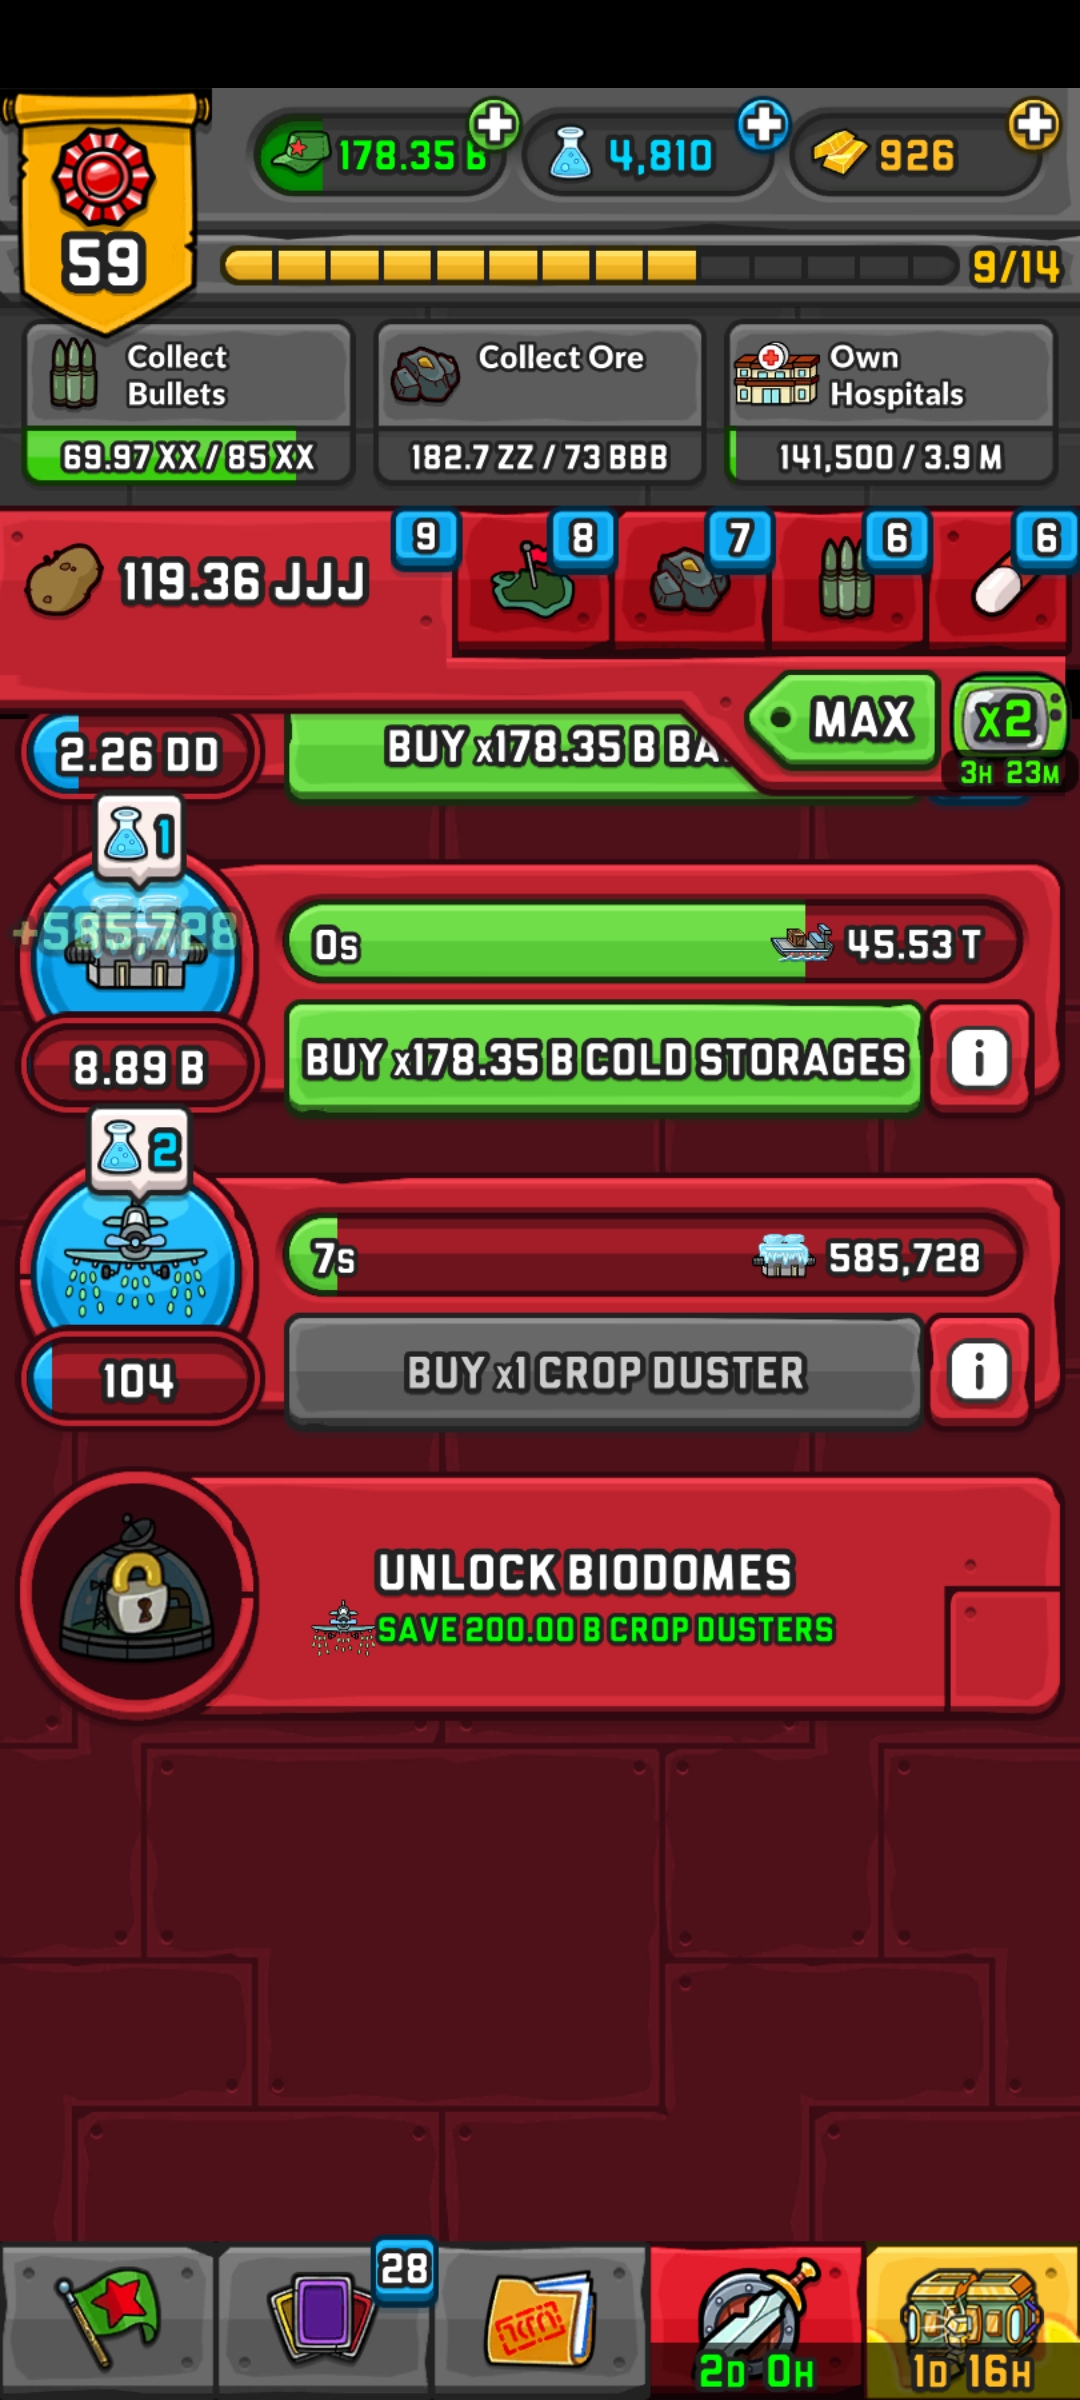 178.35 B
4,810
926
59
9/14
Collect Bullets
Collect Ore
Own Hospitals
69.97 XX / 85 XX
182.7 ZZ / 73 BBB
141,500 / 3.9 M
119.36 JJJ
9
8
7
6
6
MAX
x2
3H 23M
2.26 DD
BUY x178.35 B BA
1
+585,728
0s
45.53 T
8.89 B
BUY x178.35 B COLD STORAGES
i
2
7s
585,728
104
BUY x1 CROP DUSTER
i
UNLOCK BIODOMES
SAVE 200.00 B CROP DUSTERS
28
2D 0H
1D 16H